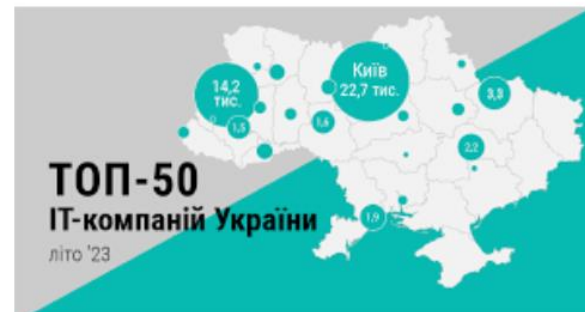 Київ
22,7 тис.
14,2
тис.
3,3
1,5
1,6
2,2
1,9
ТОП-50
ІТ-компаній України
літо '23